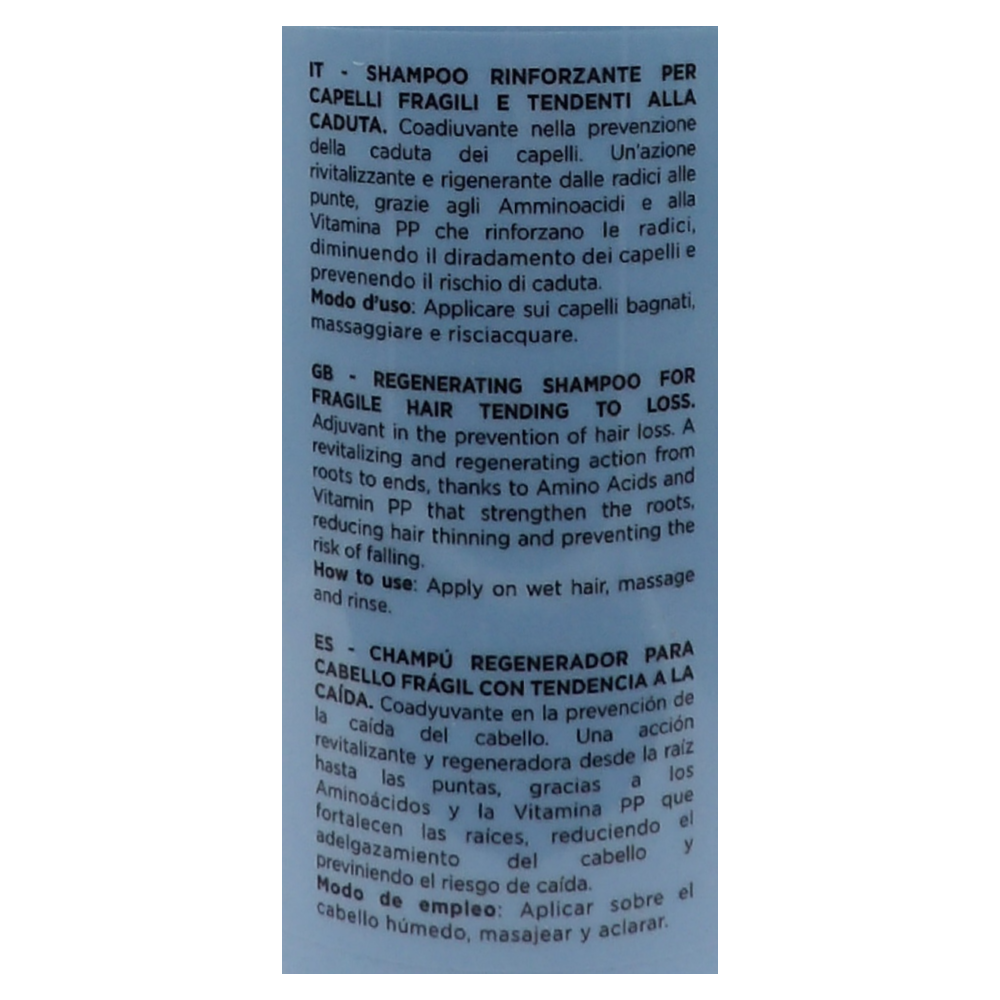 IT - SHAMPOO RINFORZANTE PER
CAPELLI FRAGILI E TENDENTI ALLA
CADUTA. Coadiuvante nella prevenzione
della caduta dei capelli. Un'azione
rivitalizzante e rigenerante dalle radici alle
punte, grazie agli Amminoacidi e alla
Vitamina PP che rinforzano le radici,
diminuendo il diradamento dei capelli e
prevenendo il rischio di caduta.
Modo d'uso: Applicare sui capelli bagnati,
massaggiare e risciacquare.
GB - REGENERATING SHAMPOO FOR
FRAGILE HAIR TENDING TO LOSS.
Adjuvant in the prevention of hair loss. A
revitalizing and regenerating action from
roots to ends, thanks to Amino Acids and
Vitamin PP that strengthen the roots,
reducing hair thinning and preventing the
risk of falling.
How to use: Apply on wet hair, massage
and rinse.
ES - CHAMPÚ REGENERADOR PARA
CABELLO FRÁGIL CON TENDENCIA A LA
CAÍDA. Coadyuvante en la prevención de
la caída del cabello. Una acción
revitalizante y regeneradora desde la raíz
hasta las puntas, gracias a los
Aminoácidos y la Vitamina PP que
fortalecen las raíces, reduciendo el
adelgazamiento del cabello y
previniendo el riesgo de caída.
Modo de empleo: Aplicar sobre el
cabello húmedo, masajear y aclarar.